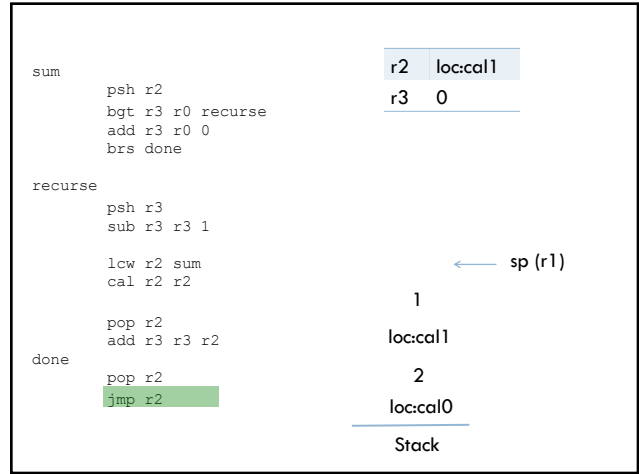 sum
psh r2
bgt r3 r0 recurse
add r3 r0 0
brs done
recurse
psh r3
sub r3 r3 1
lcw r2 sum
cal r2 r2
pop r2
add r3 r3 r2
done
pop r2
jmp r2
r2 loc:cal1
r3 0
sp (r1)
1
loc:cal1
2
loc:cal0
Stack